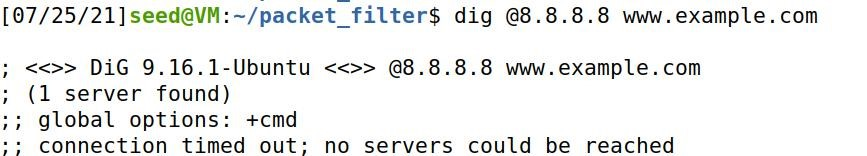 [07/25/21]seed@VM:~/packet_filter$ dig @8.8.8.8 www.example.com
; <<>> DiG 9.16.1-Ubuntu <<>> @8.8.8.8 www.example.com
; (1 server found)
;; global options: +cmd
;; connection timed out; no servers could be reached